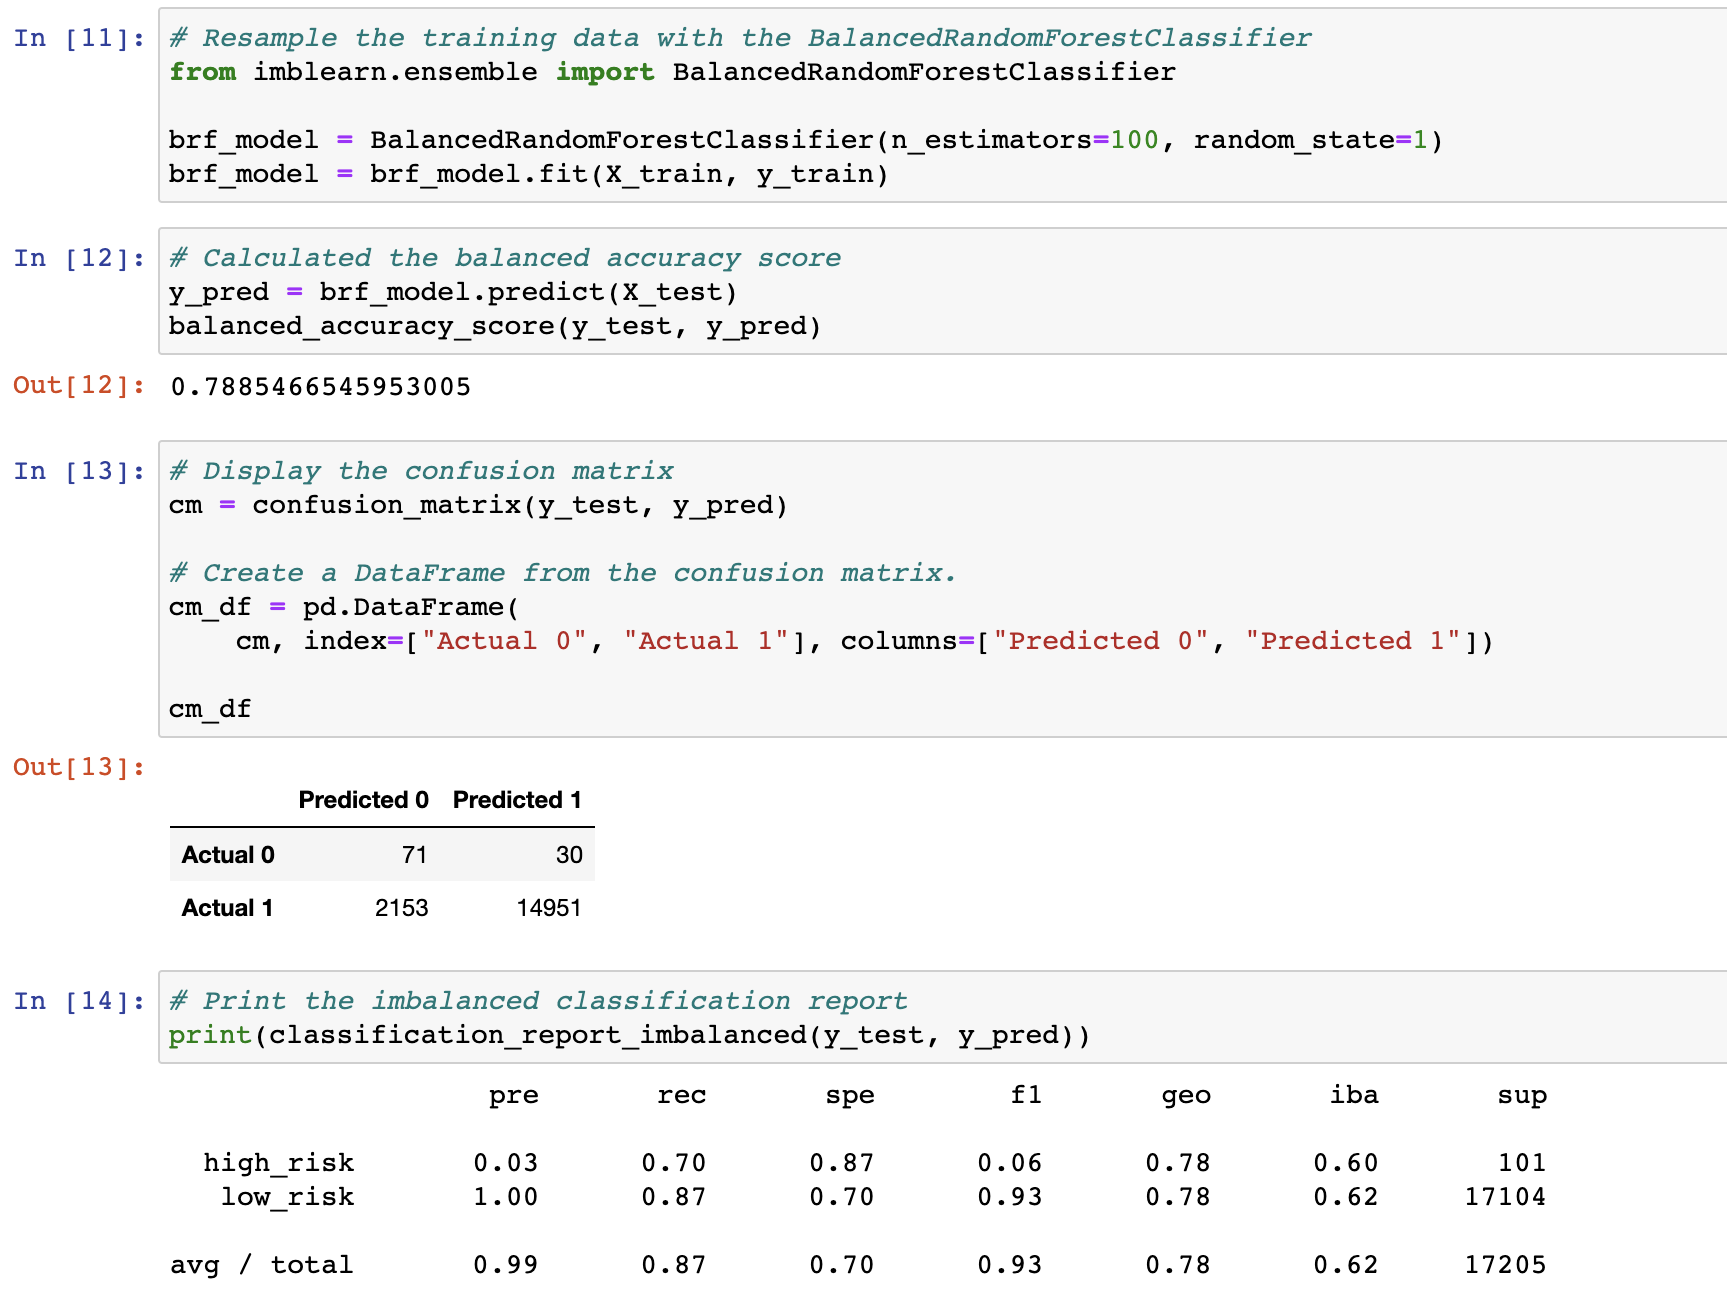 In [11]: # Resample the training data with the BalancedRandomForestClassifier
from imblearn.ensemble import BalancedRandomForestClassifier
brf_model = BalancedRandomForestClassifier(n_estimators=100, random_state=1)
brf_model = brf_model.fit(X_train, y_train)
In [12]: # Calculated the balanced accuracy score
y_pred = brf_model.predict(X_test)
balanced_accuracy_score(y_test, y_pred)
Out[12]: 0.7885466545953005
In [13]: # Display the confusion matrix
cm = confusion_matrix(y_test, y_pred)
# Create a DataFrame from the confusion matrix.
cm_df = pd.DataFrame(
cm, index=["Actual 0", "Actual 1"], columns=["Predicted 0", "Predicted 1"])
cm_df
Out[13]:
Predicted 0 Predicted 1
Actual 0 71 30
Actual 1 2153 14951
In [14]: # Print the imbalanced classification report
print(classification_report_imbalanced(y_test, y_pred))
pre rec spe f1 geo iba sup
high_risk 0.03 0.70 0.87 0.06 0.78 0.60 101
low_risk 1.00 0.87 0.70 0.93 0.78 0.62 17104
avg / total 0.99 0.87 0.70 0.93 0.78 0.62 17205